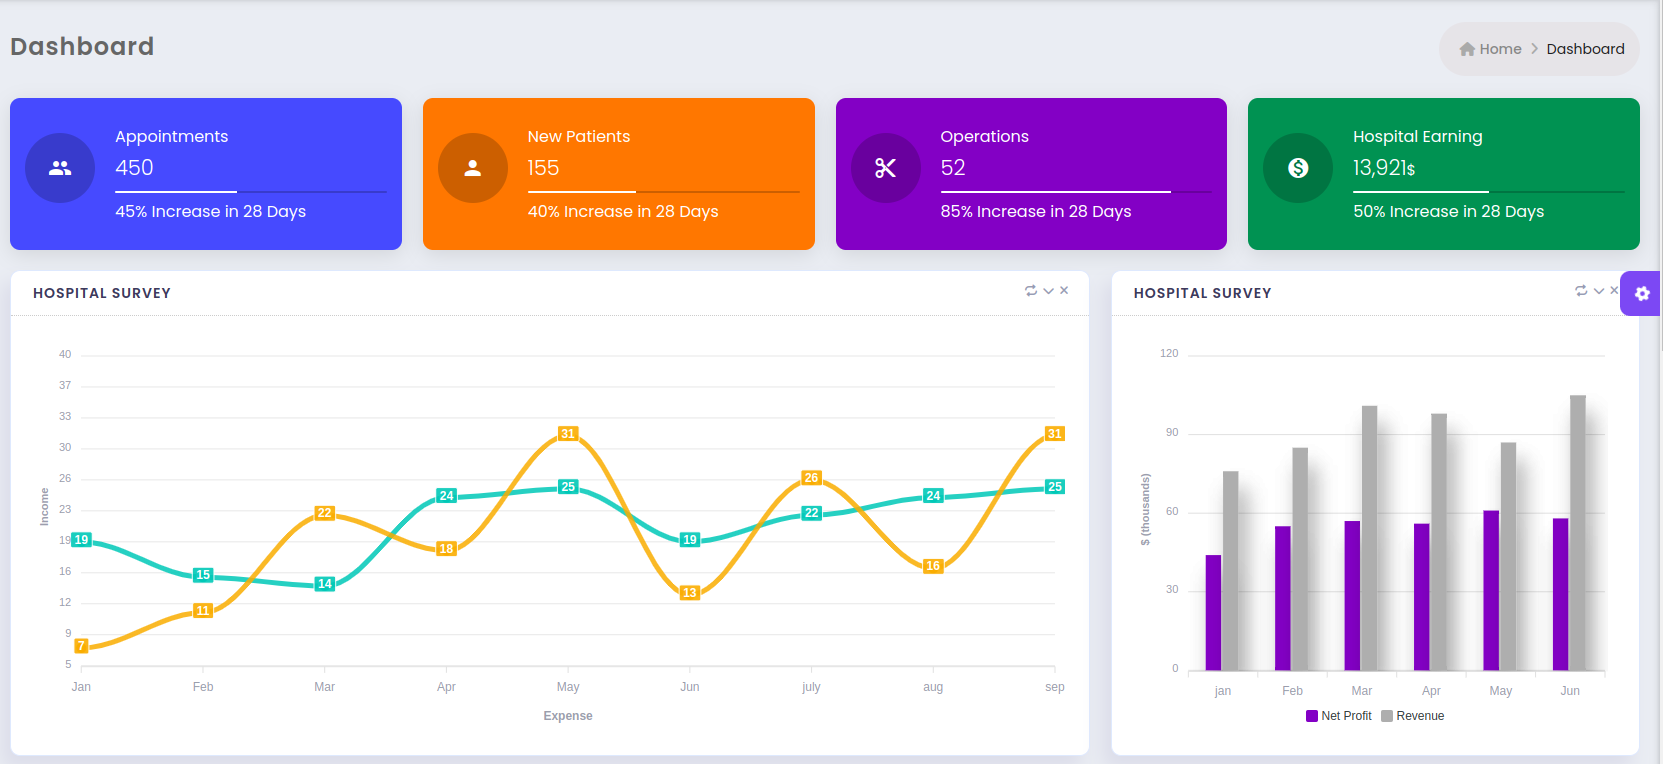 Dashboard
Home Dashboard
Appointments
450
45% Increase in 28 Days
New Patients
155
40% Increase in 28 Days
Operations
52
85% Increase in 28 Days
Hospital Earning
13,921$
50% Increase in 28 Days
HOSPITAL SURVEY
40
37
33
30
26
23
19
16
12
9
5
Income
19
15
14
24
25
19
22
24
25
7
11
22
18
31
13
26
16
31
Jan Feb Mar Apr May Jun july aug sep
Expense
HOSPITAL SURVEY
120
90
60
30
0
$ (thousands)
jan Feb Mar Apr May Jun
Net Profit Revenue